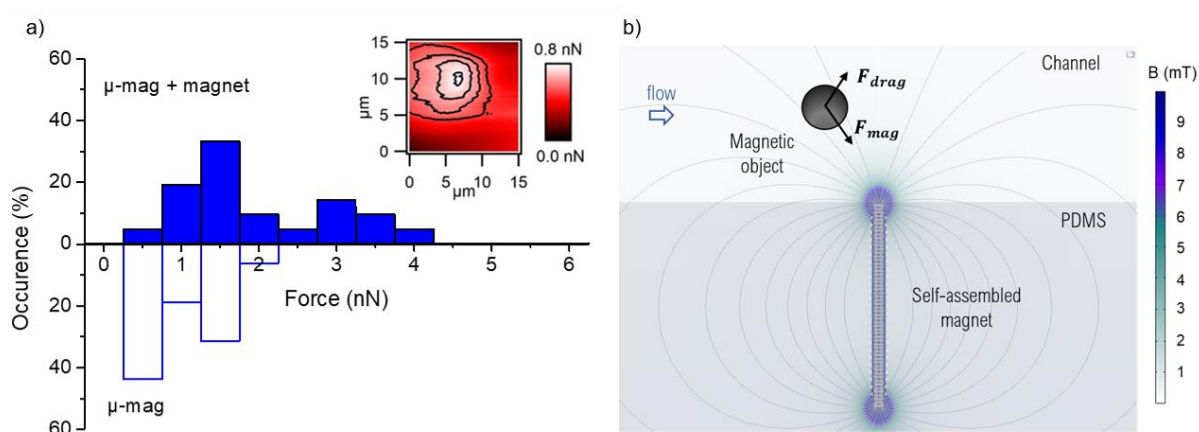 a)
60
μ-mag + magnet
40
20
0
20
40
60
Occurence (%)
0 1 2 3 4 5 6
Force (nN)
μ-mag
15
10
5
0
μm
0 5 10 15
μm
0.8 nN
0.0 nN
b)
Channel
flow
F_drag
F_mag
Magnetic
object
PDMS
Self-assembled
magnet
B (mT)
9
8
7
6
5
4
3
2
1